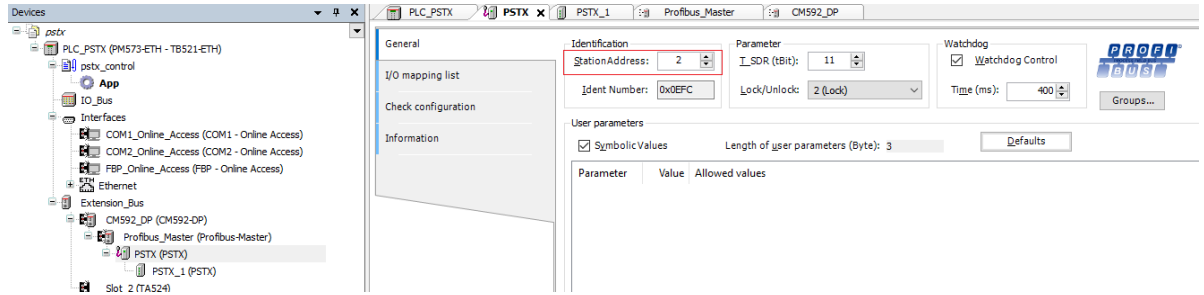 Devices
pstx
PLC_PSTX (PM573-ETH - TB521-ETH)
pstx_control
App
IO_Bus
Interfaces
COM1_Online_Access (COM1 - Online Access)
COM2_Online_Access (COM2 - Online Access)
FBP_Online_Access (FBP - Online Access)
Ethernet
Extension_Bus
CM592_DP (CM592-DP)
Profibus_Master (Profibus-Master)
PSTX (PSTX)
PSTX_1 (PSTX)
Slot_2 (TA524)
PLC_PSTX PSTX PSTX_1 Profibus_Master CM592_DP
General
I/O mapping list
Check configuration
Information
Identification
Station Address: 2
Ident Number: 0x0EFC
Parameter
T_SDR (tBit): 11
Lock/Unlock: 2 (Lock)
Watchdog
Watchdog Control
Time (ms): 400
PROFI
BUS
Groups...
User parameters
Symbolic Values Length of user parameters (Byte): 3 Defaults
Parameter Value Allowed values